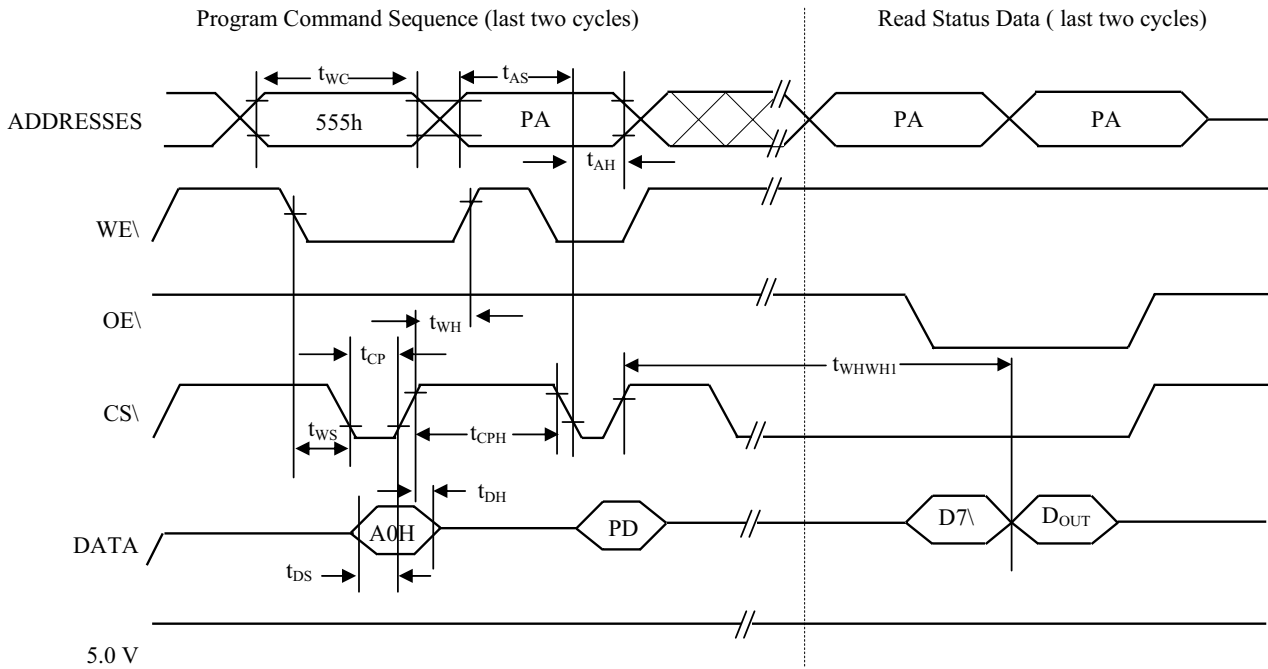 Program Command Sequence (last two cycles)
Read Status Data ( last two cycles)
tWC
tAS
ADDRESSES
555h
PA
PA
PA
tAH
WE\
OE\
tWH
tCP
tWHWH1
CS\
tWS
tCPH
tDH
DATA
A0H
PD
D7\
DOUT
tDS
5.0 V